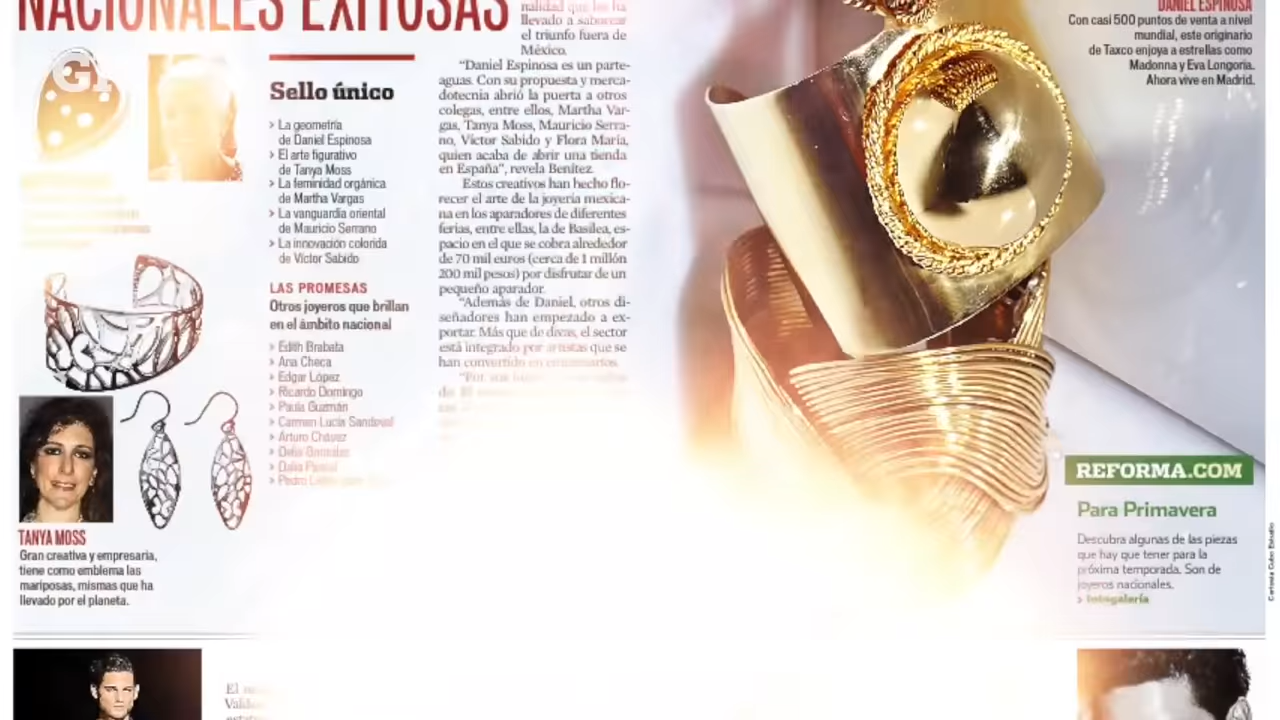 NACIONALES EXITOSAS
G.
Sello único
> La geometría
de Daniel Espinosa
> El arte figurativo
de Tanya Moss
> La feminidad orgánica
de Martha Vargas
> La vanguardia oriental
de Mauricio Serrano
> La innovación colorida
de Víctor Sabido
LAS PROMESAS
Otros joyeros que brillan
en el ámbito nacional
> Edith Brabata
> Ana Checa
> Edgar López
> Ricardo Domingo
> Paula Guzmán
> Carmen Lucía Sandoval
> Arturo Chávez
> Delia González
> Dalia Pascal
> Pedro
nalidad que los ha
llevado a saborear
el triunfo fuera de
México.
“Daniel Espinosa es un parte-
aguas. Con su propuesta y merca-
dotecnia abrió la puerta a otros
colegas, entre ellos, Martha Var-
gas, Tanya Moss, Mauricio Serra-
no, Víctor Sabido y Flora María,
quien acaba de abrir una tienda
en España”, revela Benítez.
Estos creativos han hecho flo-
recer el arte de la joyería mexica-
na en los aparadores de diferentes
ferias, entre ellas, la de Basilea, es-
pacio en el que se cobra alrededor
de 70 mil euros (cerca de 1 millón
200 mil pesos) por disfrutar de un
pequeño aparador.
“Además de Daniel, otros di-
señadores han empezado a ex-
portar. Más que de divas, el sector
está integrado por artistas que se
han convertido en empresarios.
“Por sus
DANIEL ESPINOSA
Con casi 500 puntos de venta a nivel
mundial, este originario
de Taxco enjoya a estrellas como
Madonna y Eva Longoria.
Ahora vive en Madrid.
TANYA MOSS
Gran creativa y empresaria,
tiene como emblema las
mariposas, mismas que ha
llevado por el planeta.
REFORMA.COM
Para Primavera
Descubra algunas de las piezas
que hay que tener para la
próxima temporada. Son de
joyeros nacionales.
> fotogalería
El